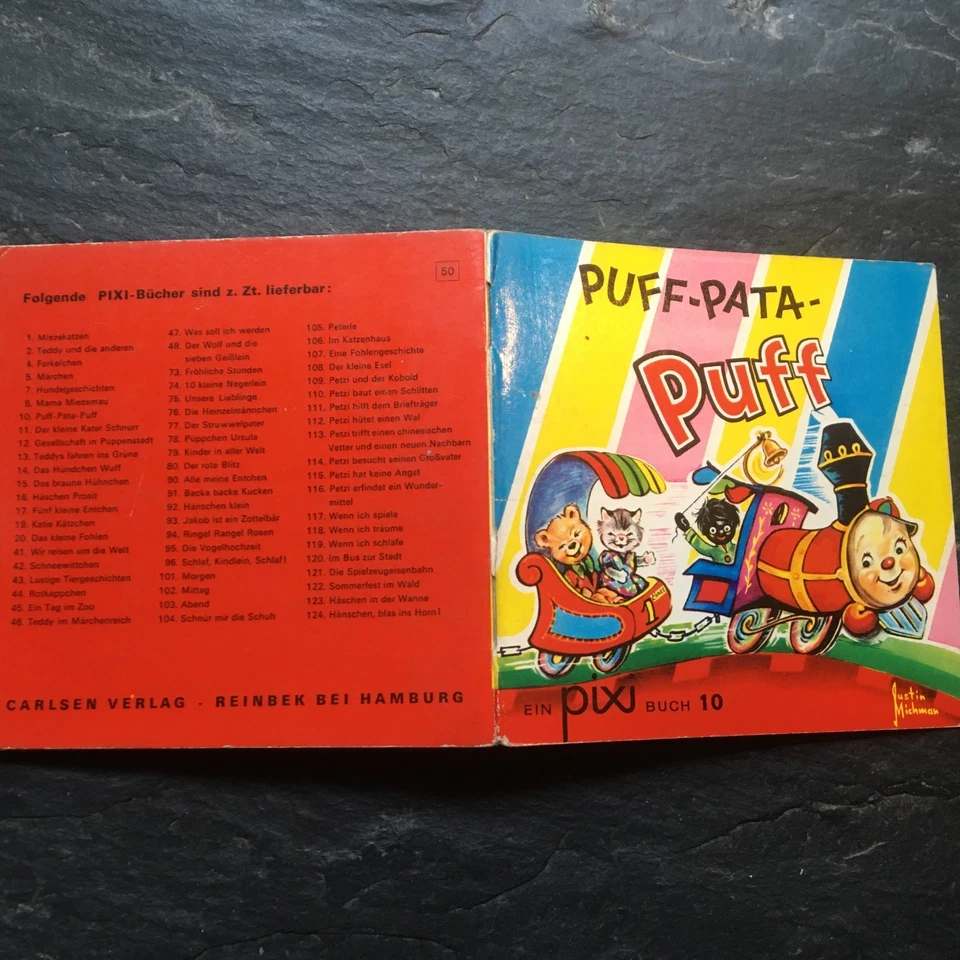 50
Folgende PIXI-Bücher sind z. Zt. lieferbar:
1. Miezekatzen
2. Teddy und die anderen
4. Ferkelchen
5. Märchen
7. Hundegeschichten
8. Mama Miezemau
10. Puff-Pata-Puff
11. Der kleine Kater Schnurr
12. Gesellschaft in Puppenstadt
13. Teddys fahren ins Grüne
14. Das Hündchen Wuff
15. Das braune Hühnchen
16. Häschen Prosit
17. Fünf kleine Entchen
19. Katie Kätzchen
20. Das kleine Fohlen
41. Wir reisen um die Welt
42. Schneewittchen
43. Lustige Tiergeschichten
44. Rotkäppchen
45. Ein Tag im Zoo
46. Teddy im Märchenreich
47. Was soll ich werden
48. Der Wolf und die
sieben Geißlein
73. Fröhliche Stunden
74. 10 kleine Negerlein
75. Unsere Lieblinge
76. Die Heinzelmännchen
77. Der Struwwelpeter
78. Püppchen Ursula
79. Kinder in aller Welt
80. Der rote Blitz
90. Alle meine Entchen
91. Backe backe Kucken
92. Hänschen klein
93. Jakob ist ein Zottelbär
94. Ringel Rangel Rosen
95. Die Vogelhochzeit
96. Schlaf, Kindlein, Schlaf!
101. Morgen
102. Mittag
103. Abend
104. Schnür mir die Schuh
105. Peterle
106. Im Katzenhaus
107. Eine Fohlengeschichte
108. Der kleine Esel
109. Petzi und der Kobold
110. Petzi baut einen Schlitten
111. Petzi hilft dem Briefträger
112. Petzi hütet einen Wal
113. Petzi trifft einen chinesischen
Vetter und einen neuen Nachbarn
114. Petzi besucht seinen Großvater
115. Petzi hat keine Angst
116. Petzi erfindet ein Wunder-
mittel
117. Wenn ich spiele
118. Wenn ich träume
119. Wenn ich schlafe
120. Im Bus zur Stadt
121. Die Spielzeugeisenbahn
122. Sommerfest im Wald
123. Häschen in der Wanne
124. Hänschen, blas ins Horn!
CARLSEN VERLAG · REINBEK BEI HAMBURG
PUFF-PATA-
Puff
1
EIN pixi BUCH 10
Justin
Michman